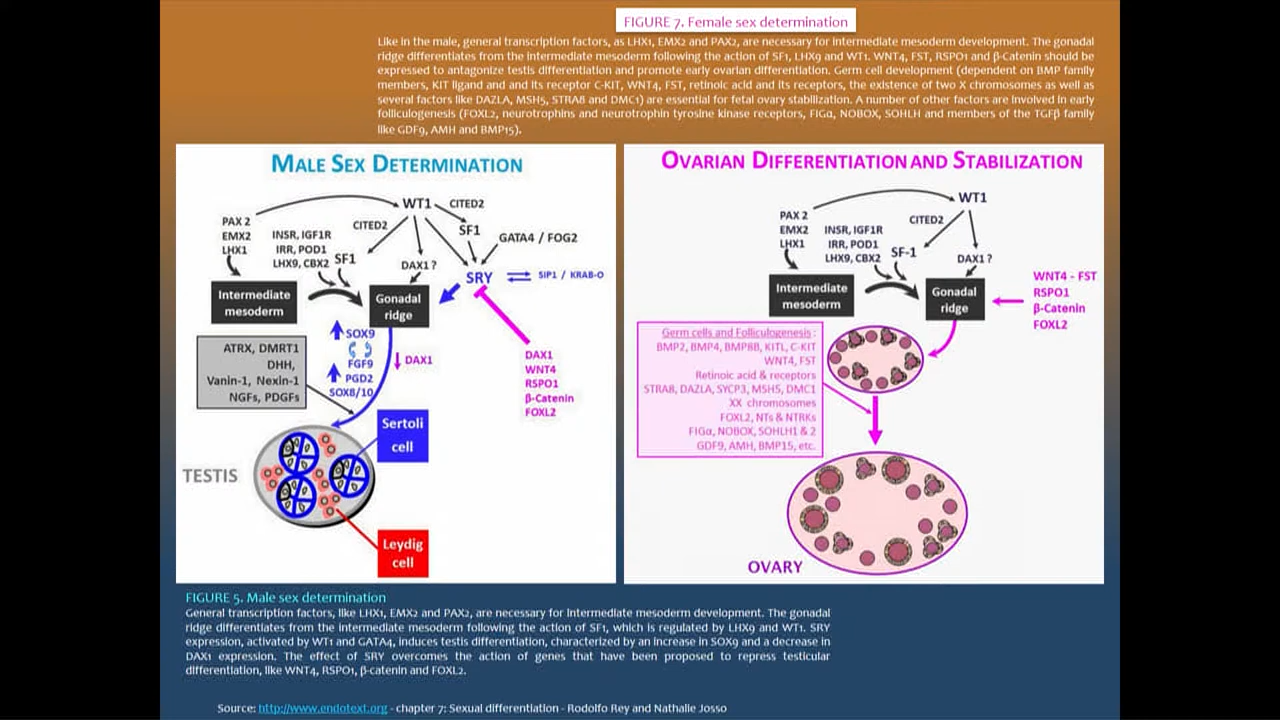 FIGURE 7. Female sex determination
Like in the male, general transcription factors, as LHX1, EMX2 and PAX2, are necessary for intermediate mesoderm development. The gonadal
ridge differentiates from the intermediate mesoderm following the action of SF1, LHX9 and WT1. WNT4, FST, RSPO1 and β-Catenin should be
expressed to antagonize testis differentiation and promote early ovarian differentiation. Germ cell development (dependent on BMP family
members, KIT ligand and and its receptor C-KIT, WNT4, FST, retinoic acid and its receptors, the existence of two X chromosomes as well as
several factors like DAZLA, MSH5, STRA8 and DMC1) are essential for fetal ovary stabilization. A number of other factors are involved in early
folliculogenesis (FOXL2, neurotrophins and neurotrophin tyrosine kinase receptors, FIGα, NOBOX, SOHLH and members of the TGFβ family
like GDF9, AMH and BMP15).
MALE SEX DETERMINATION
WT1
CITED2
PAX 2
EMX2
LHX1
INSR, IGF1R
IRR, POD1
LHX9, CBX2
SF1
CITED2
SF1
GATA4 / FOG2
DAX1 ?
SRY
SIP1 / KRAB-O
Intermediate
mesoderm
Gonadal
ridge
SOX9
FGF9
PGD2
SOX8/10
DAX1
ATRX, DMRT1
DHH,
Vanin-1, Nexin-1
NGFs, PDGFs
DAX1
WNT4
RSPO1
β-Catenin
FOXL2
Sertoli
cell
TESTIS
Leydig
cell
OVARIAN DIFFERENTIATION AND STABILIZATION
WT1
PAX 2
EMX2
LHX1
INSR, IGF1R
IRR, POD1
LHX9, CBX2
CITED2
SF-1
DAX1 ?
Intermediate
mesoderm
Gonadal
ridge
WNT4 - FST
RSPO1
β-Catenin
FOXL2
Germ cells and Folliculogenesis :
BMP2, BMP4, BMP8B, KITL, C-KIT
WNT4, FST
Retinoic acid & receptors
STRA8, DAZLA, SYCP3, MSH5, DMC1
XX chromosomes
FOXL2, NTs & NTRKs
FIGα, NOBOX, SOHLH1 & 2
GDF9, AMH, BMP15, etc.
OVARY
FIGURE 5. Male sex determination
General transcription factors, like LHX1, EMX2 and PAX2, are necessary for intermediate mesoderm development. The gonadal
ridge differentiates from the intermediate mesoderm following the action of SF1, which is regulated by LHX9 and WT1. SRY
expression, activated by WT1 and GATA4, induces testis differentiation, characterized by an increase in SOX9 and a decrease in
DAX1 expression. The effect of SRY overcomes the action of genes that have been proposed to repress testicular
differentiation, like WNT4, RSPO1, β-catenin and FOXL2.
Source: http://www.endotext.org - chapter 7: Sexual differentiation - Rodolfo Rey and Nathalie Josso